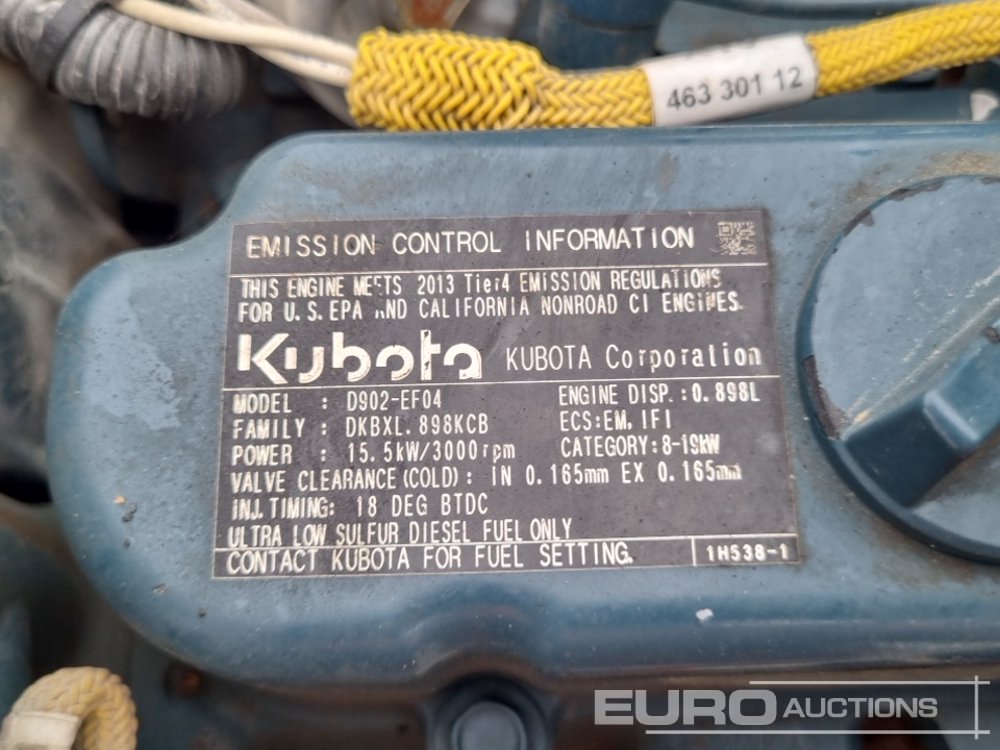 463 301 12
EMISSION CONTROL INFORMATION
THIS ENGINE MEETS 2013 Tier4 EMISSION REGULATIONS
FOR U.S. EPA AND CALIFORNIA NONROAD CI ENGINES.
Kubota KUBOTA Corporation
MODEL : D902-EF04 ENGINE DISP.:0.898L
FAMILY : DKBXL.898KCB ECS:EM, IFI
POWER : 15.5kW/3000rpm CATEGORY:8-19kW
VALVE CLEARANCE(COLD): IN 0.165mm EX 0.165mm
INJ.TIMING: 18 DEG BTDC
ULTRA LOW SULFUR DIESEL FUEL ONLY
CONTACT KUBOTA FOR FUEL SETTING. 1H538-1
EURO AUCTIONS